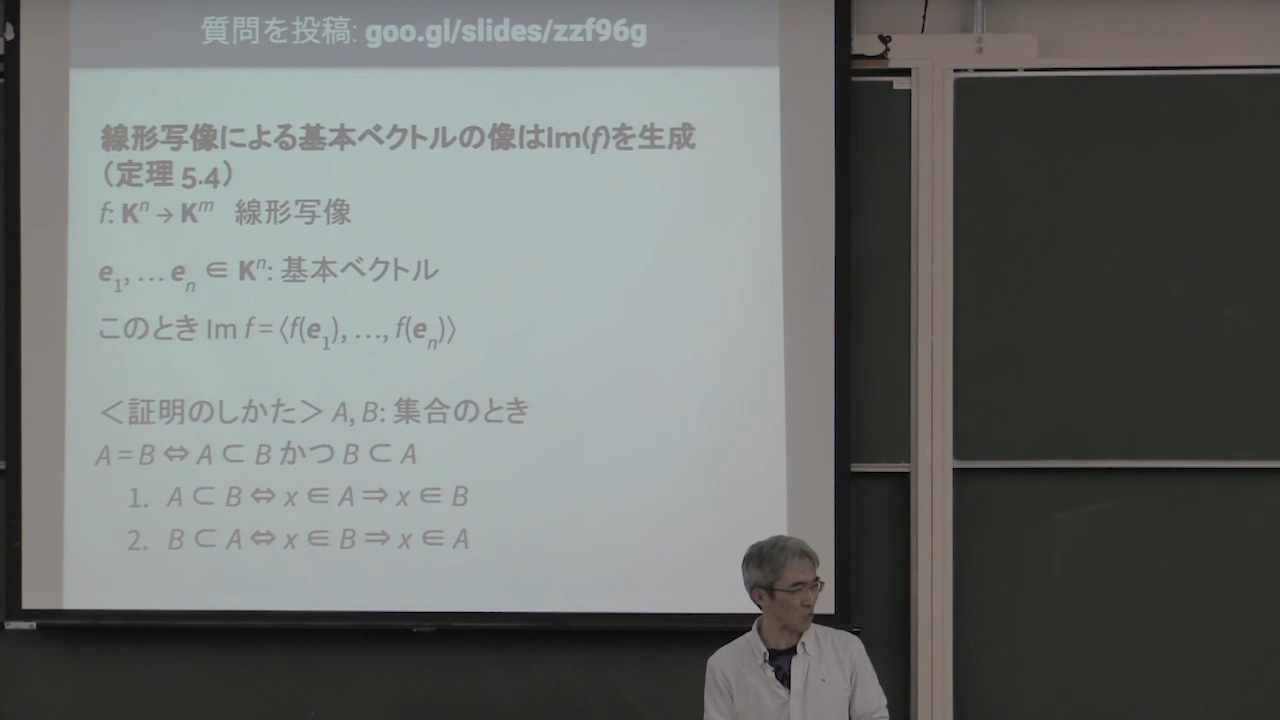 質問を投稿: goo.gl/slides/zzf96g
線形写像による基本ベクトルの像はIm(f)を生成
（定理 5.4）
f: Kⁿ → Kᵐ 線形写像
e₁, … eₙ ∈ Kⁿ: 基本ベクトル
このとき Im f = ⟨f(e₁), …, f(eₙ)⟩
＜証明のしかた＞ A, B: 集合のとき
A = B ⇔ A ⊂ B かつ B ⊂ A
1. A ⊂ B ⇔ x ∈ A ⇒ x ∈ B
2. B ⊂ A ⇔ x ∈ B ⇒ x ∈ A